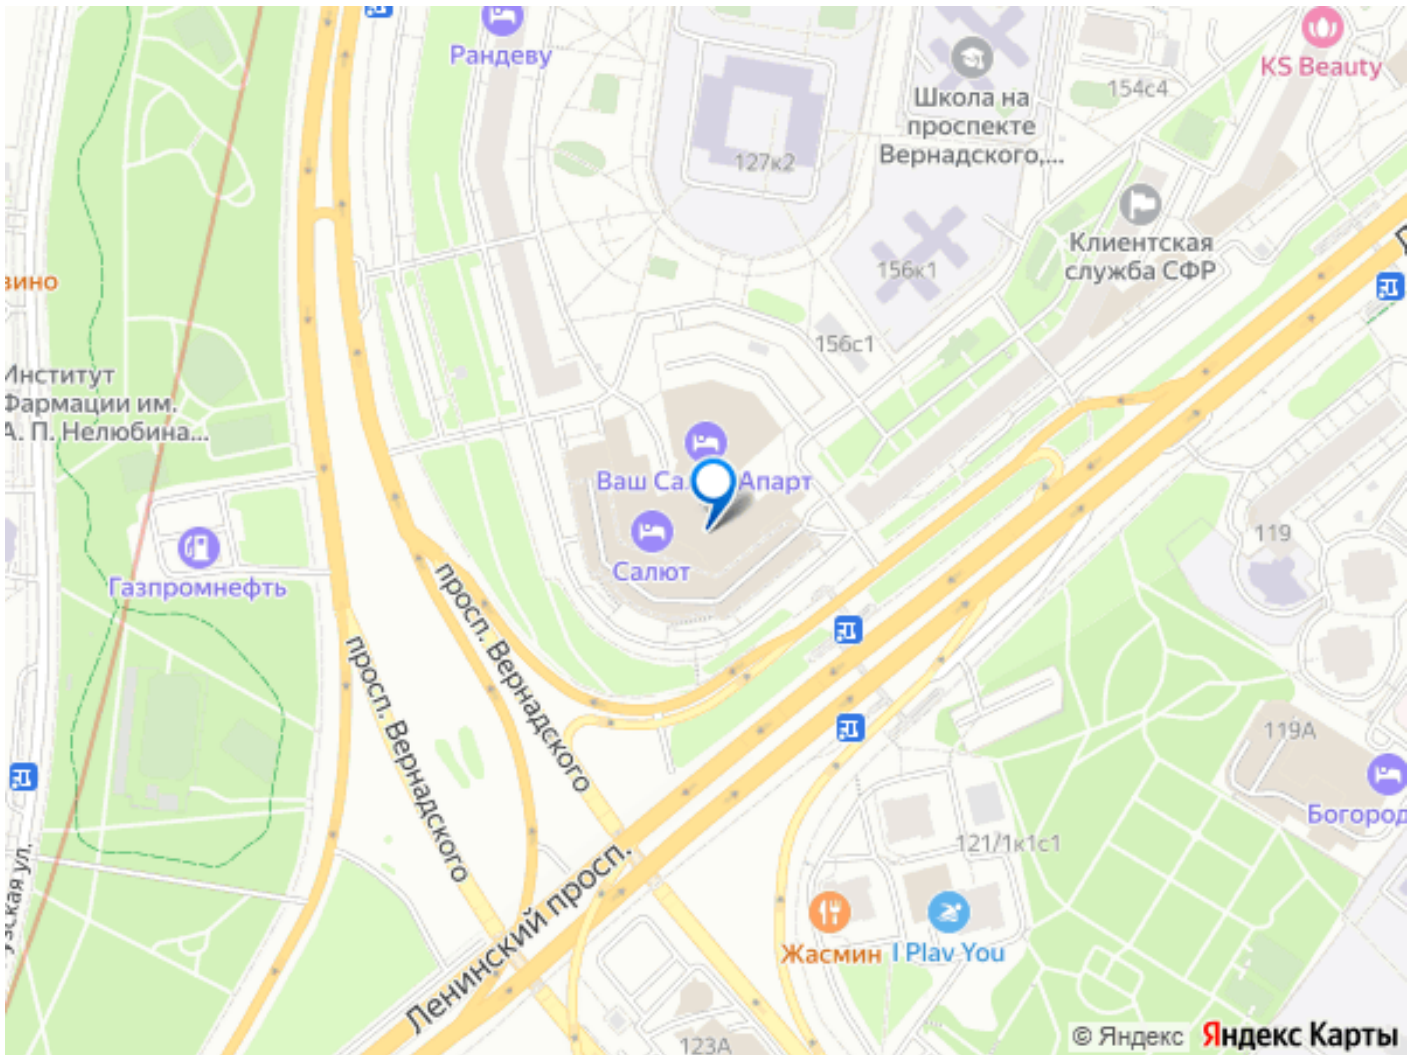 Рандеву
Школа на
проспекте
Вернадского,...
KS Beauty
154с4
127к2
Клиентская
служба СФР
156к1
156с1
вино
Институт
Фармации им.
А. П. Нелюбина...
Ваш Са
Апарт
Салют
Газпромнефть
просп. Вернадского
просп. Вернадского
119
119А
Богород
121/1к1с1
Жасмин
I Play You
Ленинский просп.
ул.
123А
© Яндекс
Яндекс Карты